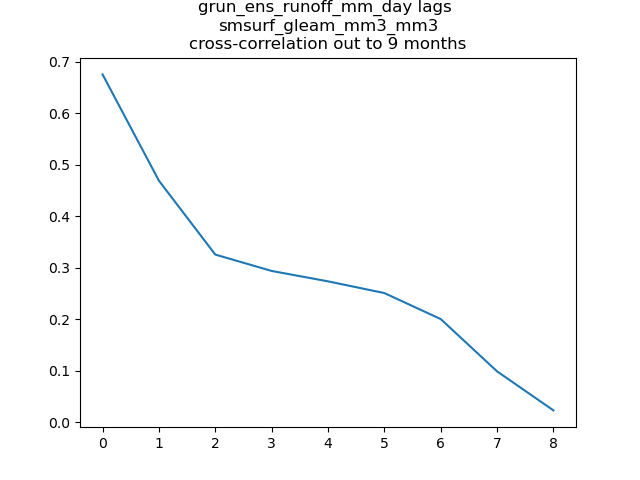 grun_ens_runoff_mm_day lags
smsurf_gleam_mm3_mm3
cross-correlation out to 9 months
0.7
0.6
0.5
0.4
0.3
0.2
0.1
0.0
0 1 2 3 4 5 6 7 8